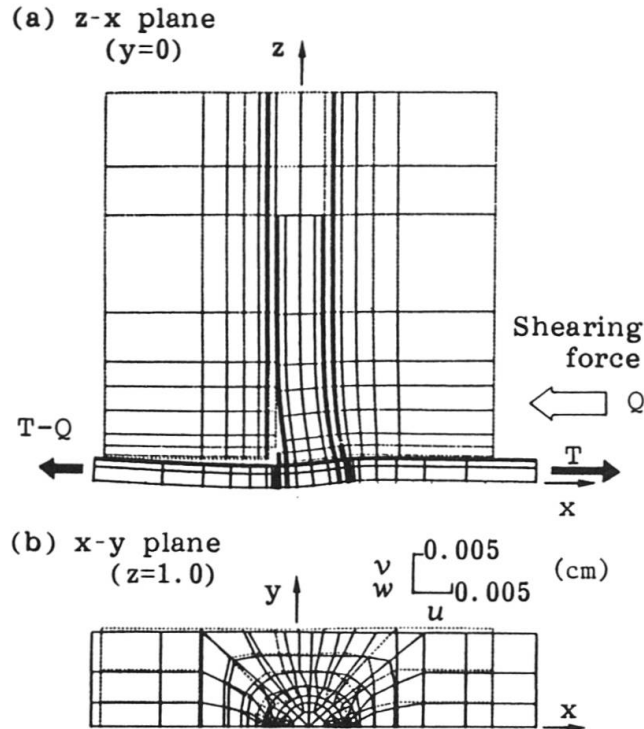 (a) z-x plane
(y=0)
z
Shearing
force
Q
T-Q
T
x
(b) x-y plane
(z=1.0)
v
w
0.005
0.005
u
(cm)
y
x